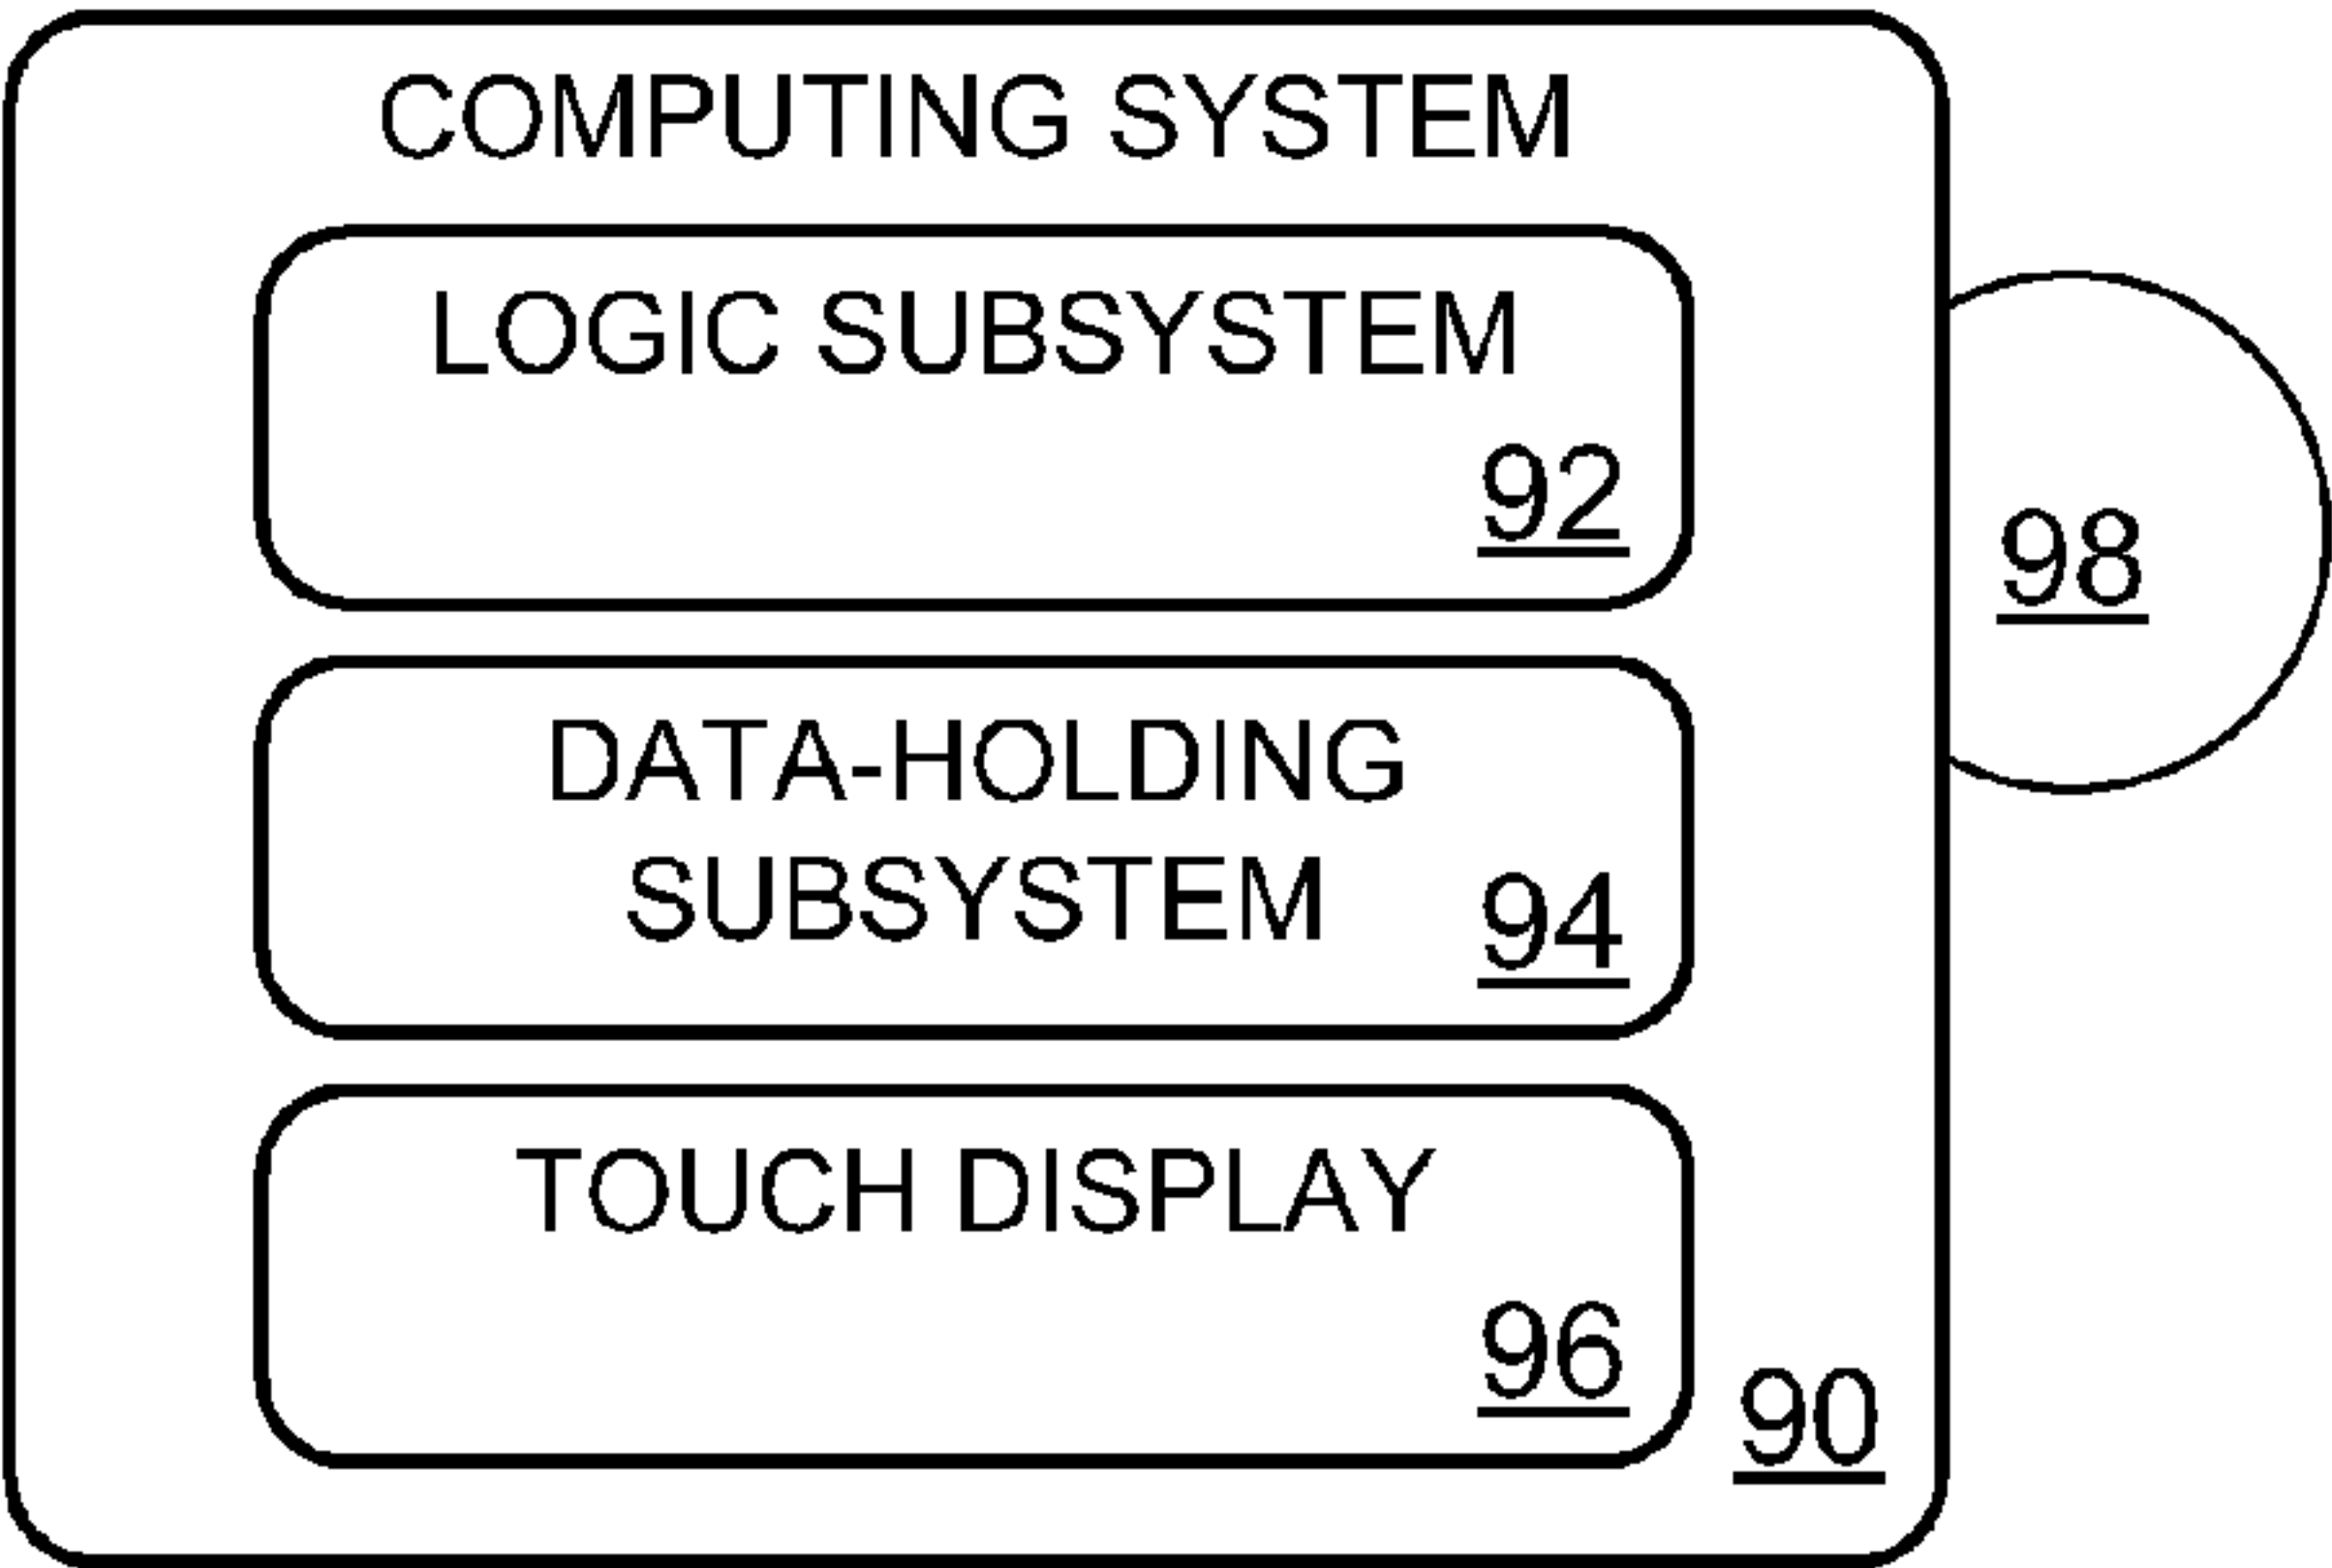 COMPUTING SYSTEM
LOGIC SUBSYSTEM
92
98
DATA-HOLDING
SUBSYSTEM 94
TOUCH DISPLAY
96
90